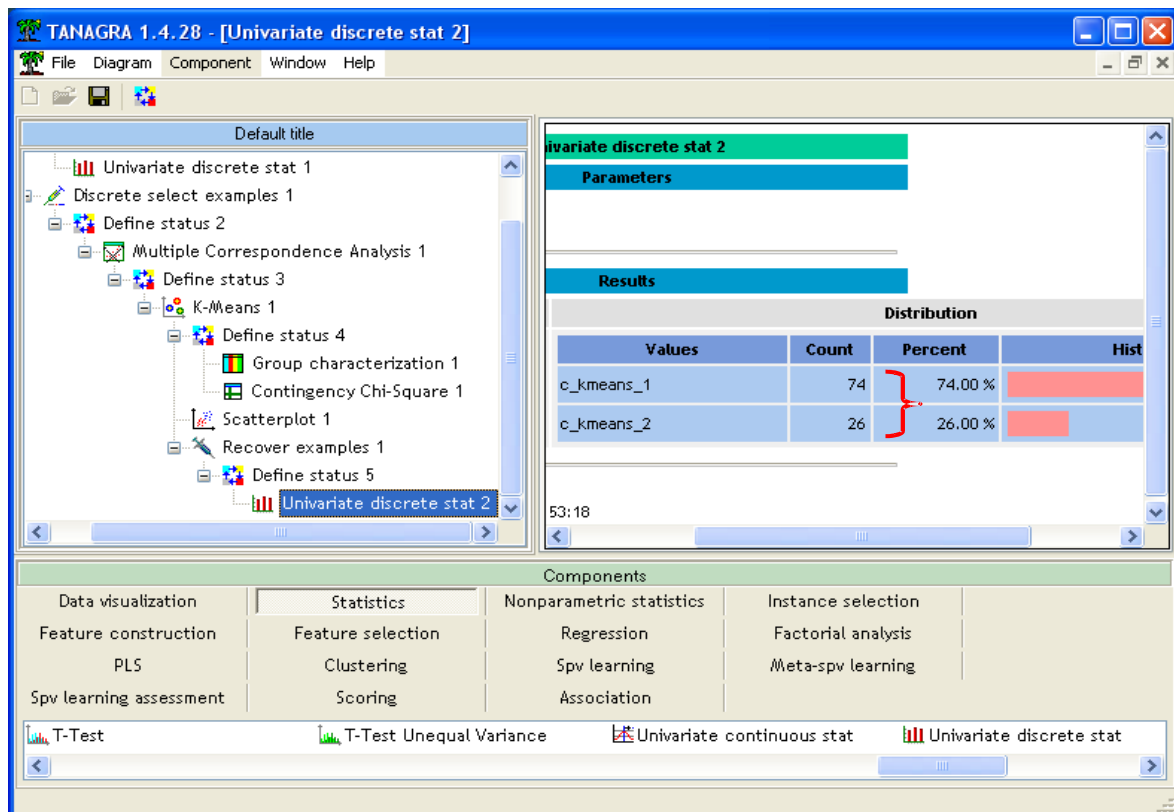 TANAGRA 1.4.28 - [Univariate discrete stat 2]
File Diagram Component Window Help
Default title
Univariate discrete stat 1
Discrete select examples 1
Define status 2
Multiple Correspondence Analysis 1
Define status 3
K-Means 1
Define status 4
Group characterization 1
Contingency Chi-Square 1
Scatterplot 1
Recover examples 1
Define status 5
Univariate discrete stat 2
ivariate discrete stat 2
Parameters
Results
Distribution
Values Count Percent Hist
c_kmeans_1 74 74.00 %
c_kmeans_2 26 26.00 %
53:18
Components
Data visualization Statistics Nonparametric statistics Instance selection
Feature construction Feature selection Regression Factorial analysis
PLS Clustering Spv learning Meta-spv learning
Spv learning assessment Scoring Association
T-Test T-Test Unequal Variance Univariate continuous stat Univariate discrete stat